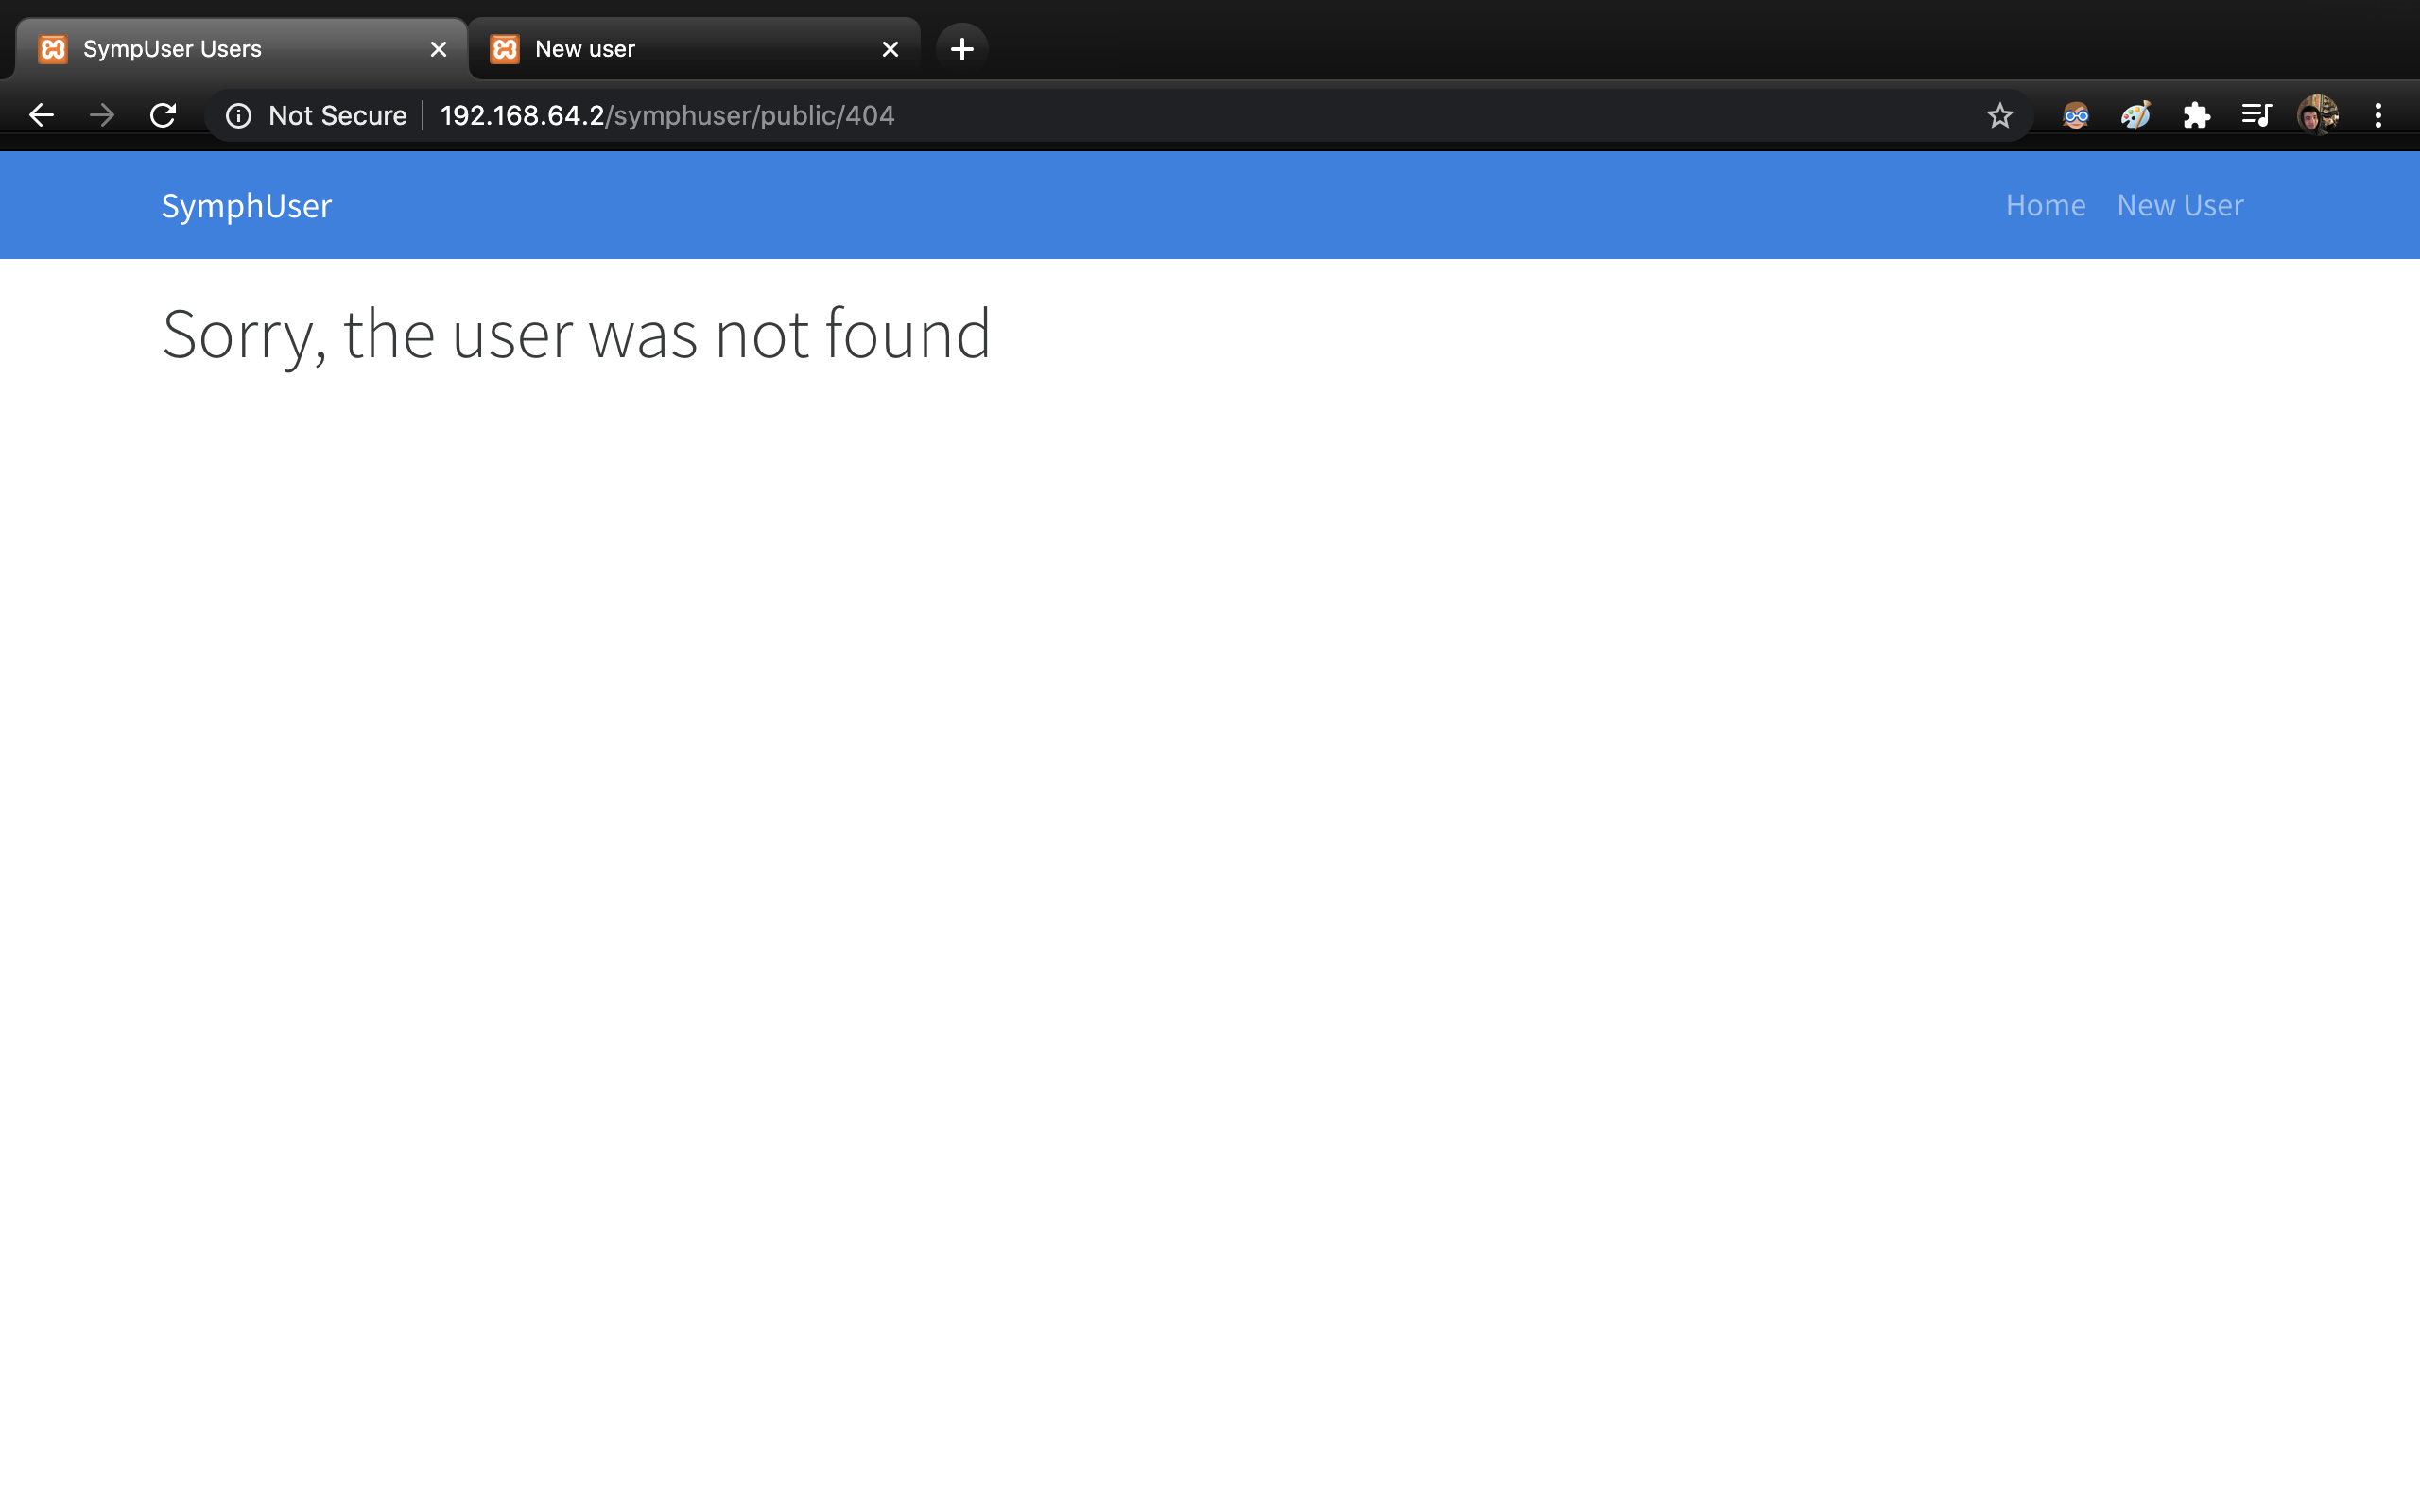 SympUser Users
New user
Not Secure 192.168.64.2/symphuser/public/404
SymphUser
Home New User
Sorry, the user was not found